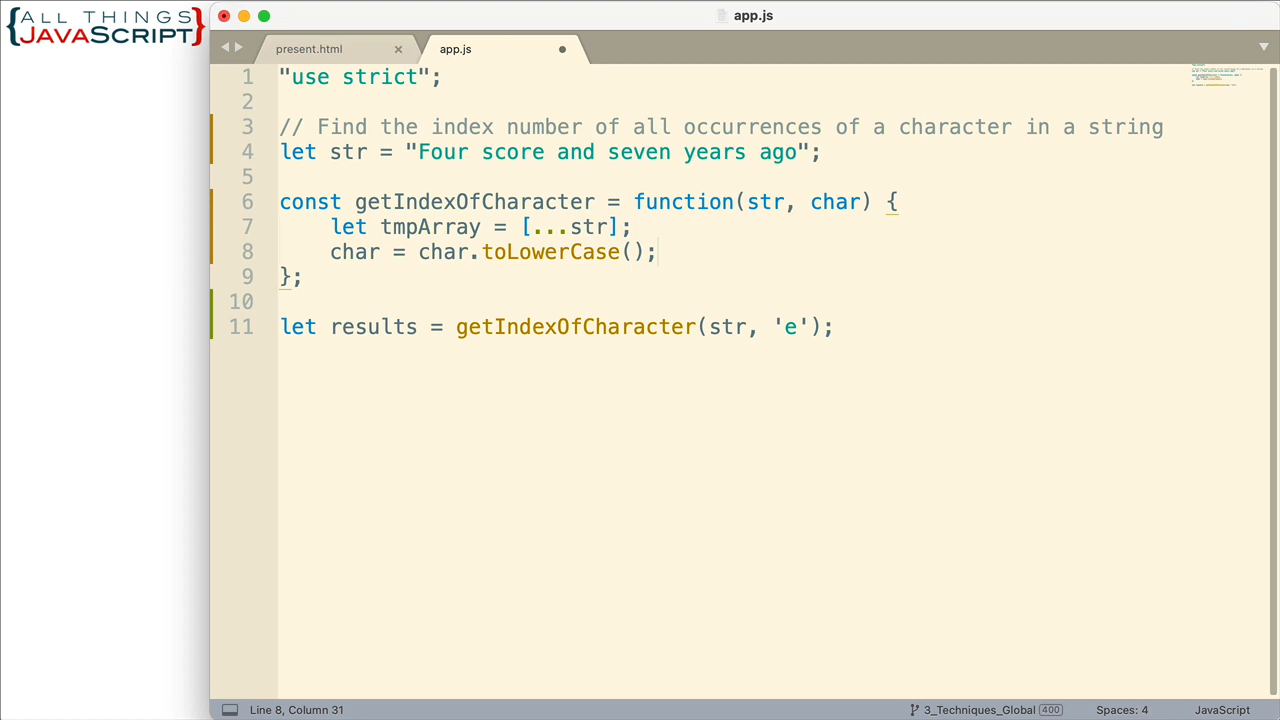 {ALL THINGS
JAVASCRIPT}
app.js
present.html
app.js
1 "use strict";
2
3 // Find the index number of all occurrences of a character in a string
4 let str = "Four score and seven years ago";
5
6 const getIndexOfCharacter = function(str, char) {
7     let tmpArray = [...str];
8     char = char.toLowerCase();
9 };
10
11 let results = getIndexOfCharacter(str, 'e');
Line 8, Column 31
3_Techniques_Global 400
Spaces: 4
JavaScript